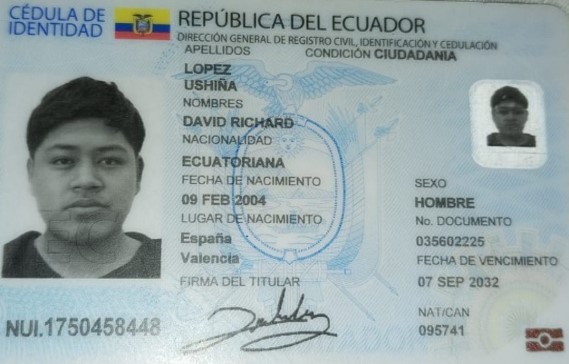 CÉDULA DE
IDENTIDAD
REPÚBLICA DEL ECUADOR
DIRECCIÓN GENERAL DE REGISTRO CIVIL, IDENTIFICACIÓN Y CEDULACIÓN
APELLIDOS
CONDICIÓN CIUDADANIA
LOPEZ
USHIÑA
NOMBRES
DAVID RICHARD
NACIONALIDAD
ECUATORIANA
FECHA DE NACIMIENTO
09 FEB 2004
LUGAR DE NACIMIENTO
España
Valencia
FIRMA DEL TITULAR
SEXO
HOMBRE
No. DOCUMENTO
035602225
FECHA DE VENCIMIENTO
07 SEP 2032
NAT/CAN
095741
NUI.1750458448